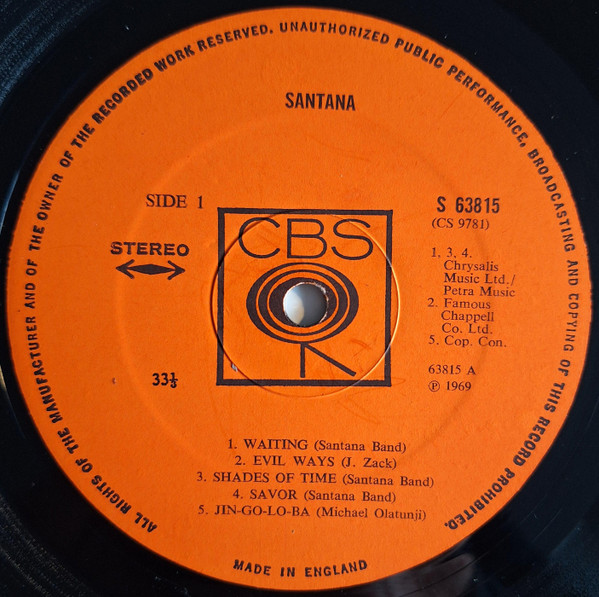 ALL RIGHTS OF THE MANUFACTURER AND OF THE OWNER OF THE RECORDED WORK RESERVED. UNAUTHORIZED PUBLIC PERFORMANCE, BROADCASTING AND COPYING OF THIS RECORD PROHIBITED.
SANTANA
SIDE 1
S 63815
(CS 9781)
STEREO
CBS
1, 3, 4.
Chrysalis
Music Ltd./
Petra Music
2. Famous
Chappell
Co. Ltd.
5. Cop. Con.
33⅓
63815 A
℗ 1969
1. WAITING (Santana Band)
2. EVIL WAYS (J. Zack)
3. SHADES OF TIME (Santana Band)
4. SAVOR (Santana Band)
5. JIN-GO-LO-BA (Michael Olatunji)
MADE IN ENGLAND